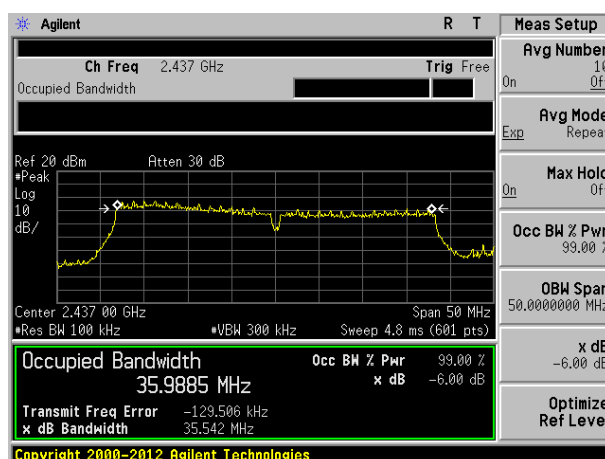 Agilent R T Meas Setup
Ch Freq 2.437 GHz Trig Free
Occupied Bandwidth
Avg Number
On
Avg Mode
Exp Repeat
Max Hold
On
Occ BW % Pwr
99.00 %
OBW Span
50.0000000 MHz
x dB
-6.00 dB
Optimize
Ref Level
Ref 20 dBm Atten 30 dB
#Peak
Log
10
dB/
Center 2.437 00 GHz Span 50 MHz
#Res BW 100 kHz #VBW 300 kHz Sweep 4.8 ms (601 pts)
Occupied Bandwidth Occ BW % Pwr 99.00 %
35.9885 MHz x dB -6.00 dB
Transmit Freq Error -129.506 kHz
x dB Bandwidth 35.542 MHz
Copyright 2000-2012 Agilent Technologies